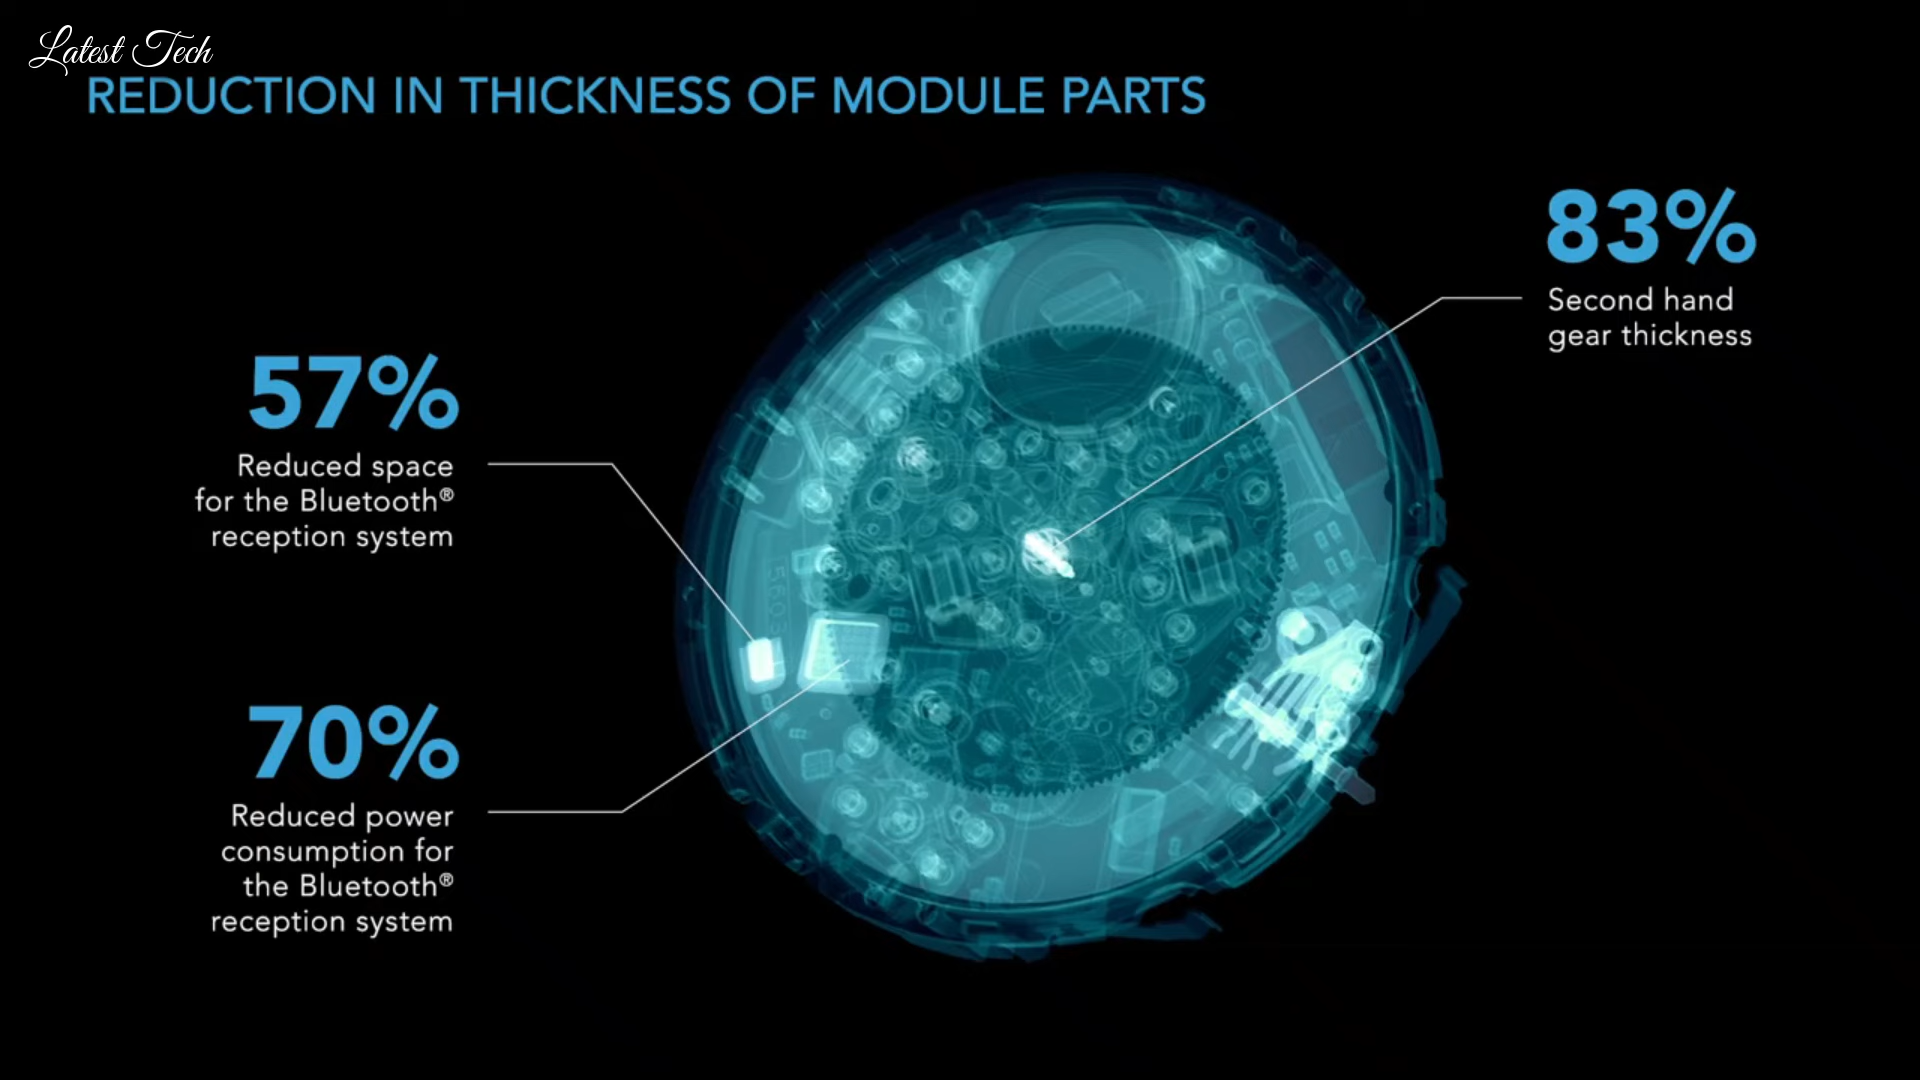 Latest Tech
REDUCTION IN THICKNESS OF MODULE PARTS
83%
Second hand
gear thickness
57%
Reduced space
for the Bluetooth®
reception system
70%
Reduced power
consumption for
the Bluetooth®
reception system